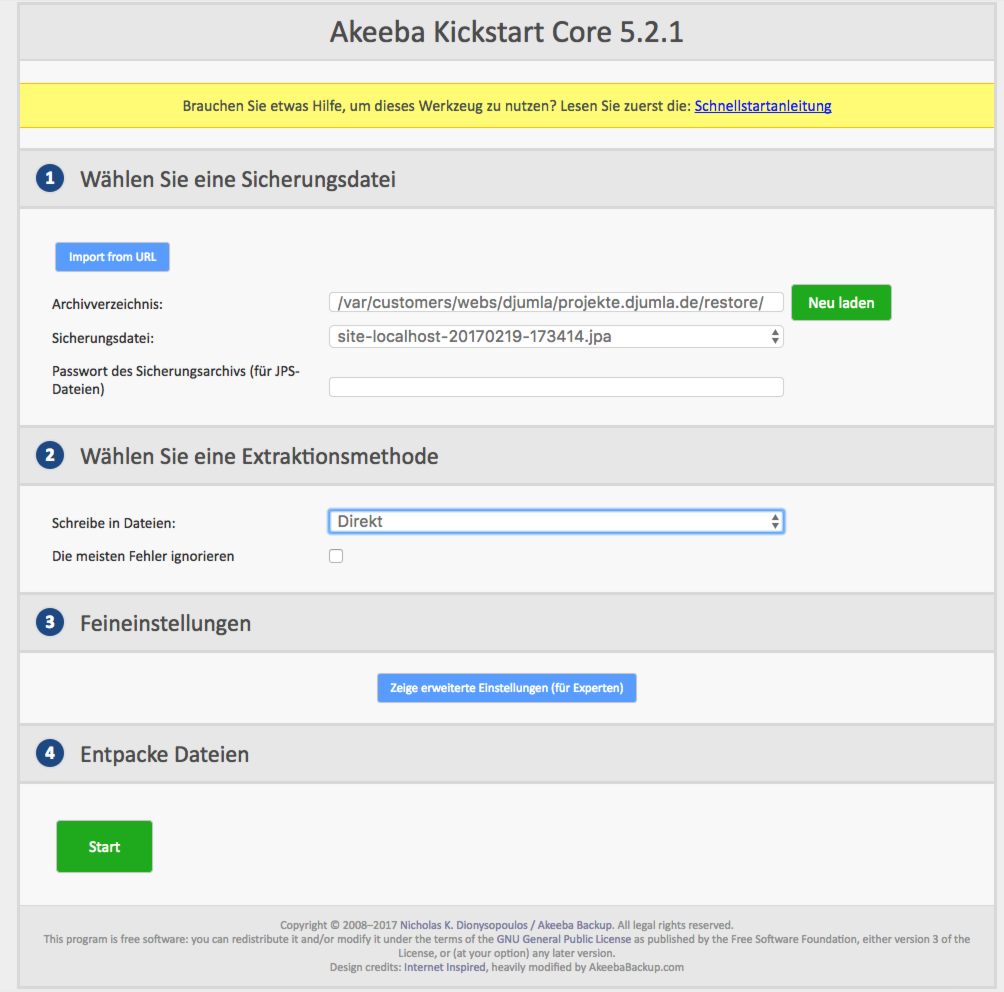 Akeeba Kickstart Core 5.2.1
Brauchen Sie etwas Hilfe, um dieses Werkzeug zu nutzen? Lesen Sie zuerst die: Schnellstartanleitung
1 Wählen Sie eine Sicherungsdatei
Import from URL
Archivverzeichnis: /var/customers/webs/djumla/projekte.djumla.de/restore/ Neu laden
Sicherungsdatei: site-localhost-20170219-173414.jpa
Passwort des Sicherungsarchivs (für JPS-
Dateien)
2 Wählen Sie eine Extraktionsmethode
Schreibe in Dateien: Direkt
Die meisten Fehler ignorieren
3 Feineinstellungen
Zeige erweiterte Einstellungen (für Experten)
4 Entpacke Dateien
Start
Copyright © 2008–2017 Nicholas K. Dionysopoulos / Akeeba Backup. All legal rights reserved.
This program is free software: you can redistribute it and/or modify it under the terms of the GNU General Public License as published by the Free Software Foundation, either version 3 of the
License, or (at your option) any later version.
Design credits: Internet Inspired, heavily modified by AkeebaBackup.com